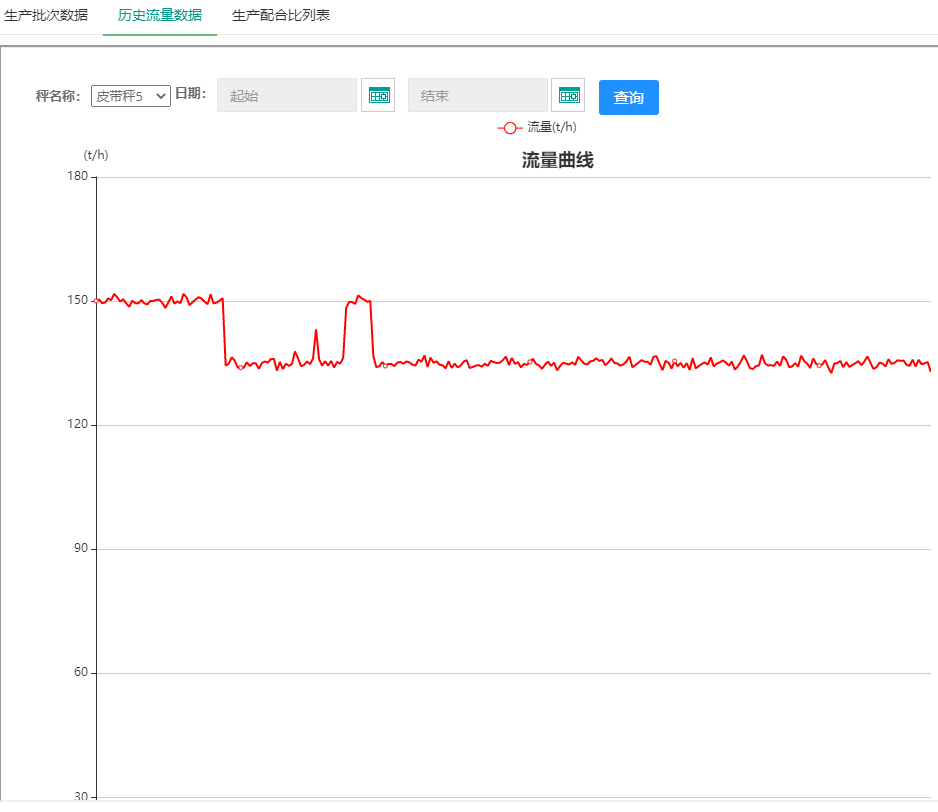 生产批次数据 历史流量数据 生产配合比列表
秤名称: 皮带秤5 日期: 起始 结束 查询
流量(t/h)
(t/h) 流量曲线
180
150
120
90
60
30